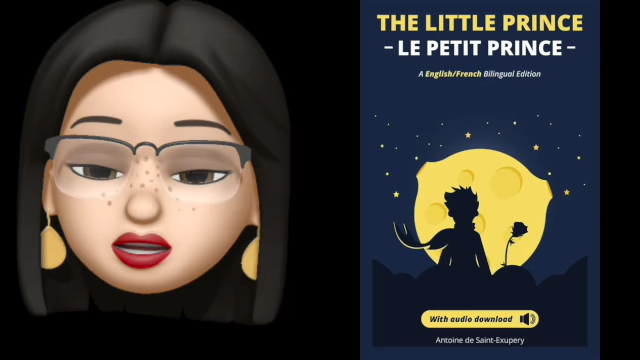 THE LITTLE PRINCE
– LE PETIT PRINCE –
A English/French Bilingual Edition
With audio download
Antoine de Saint-Exupery